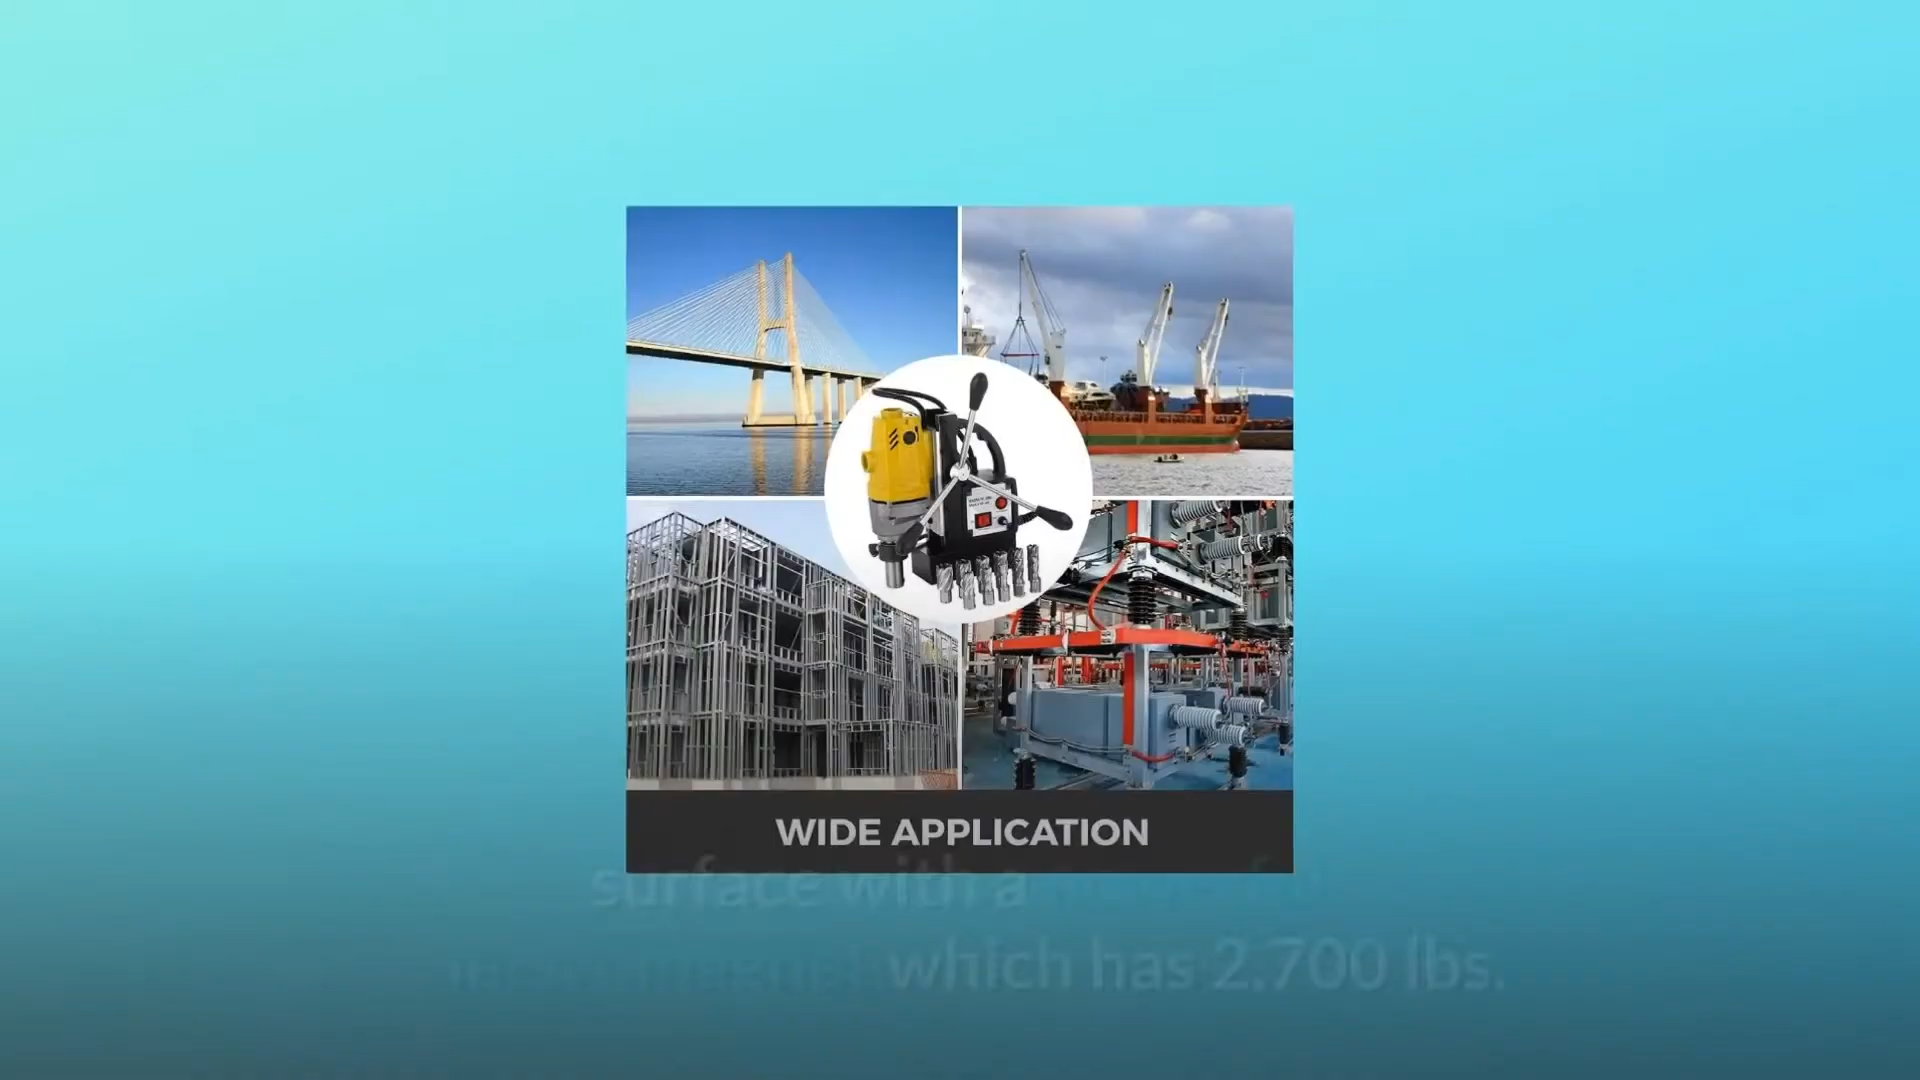 WIDE APPLICATION
surface with a
which has 2,700 lbs.